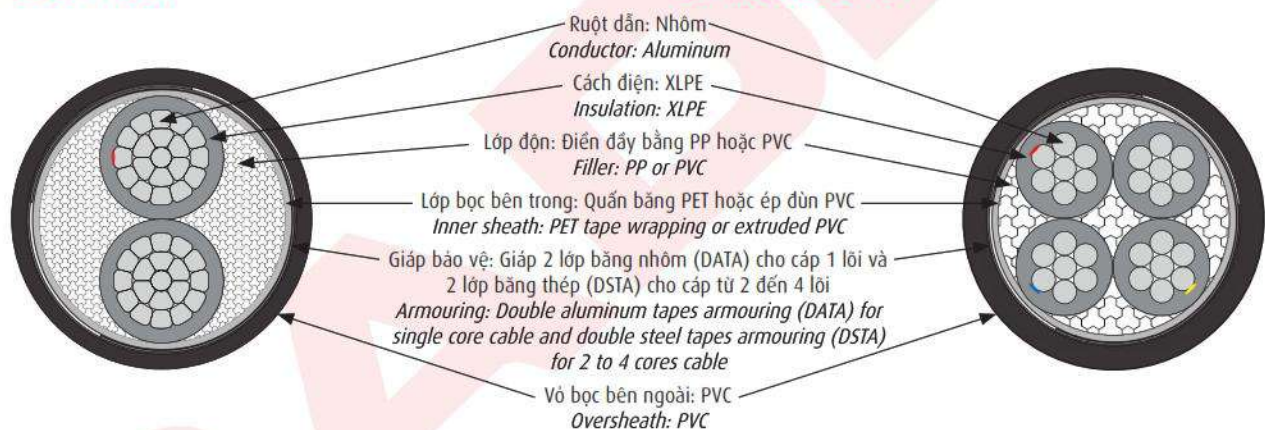 Ruột dẫn: Nhôm
Conductor: Aluminum
Cách điện: XLPE
Insulation: XLPE
Lớp độn: Điền đầy bằng PP hoặc PVC
Filler: PP or PVC
Lớp bọc bên trong: Quấn băng PET hoặc ép đùn PVC
Inner sheath: PET tape wrapping or extruded PVC
Giáp bảo vệ: Giáp 2 lớp băng nhôm (DATA) cho cáp 1 lõi và
2 lớp băng thép (DSTA) cho cáp từ 2 đến 4 lõi
Armouring: Double aluminum tapes armouring (DATA) for
single core cable and double steel tapes armouring (DSTA)
for 2 to 4 cores cable
Vỏ bọc bên ngoài: PVC
Oversheath: PVC